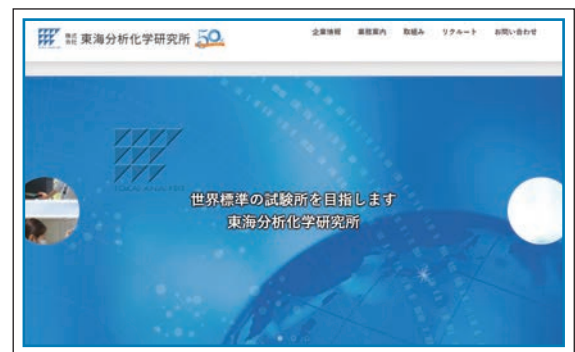 株式会社 東海分析化学研究所 50
企業情報 業務案内 取組み リクルート お問い合わせ
TOKAI ANALYSIS
世界標準の試験所を目指します
東海分析化学研究所